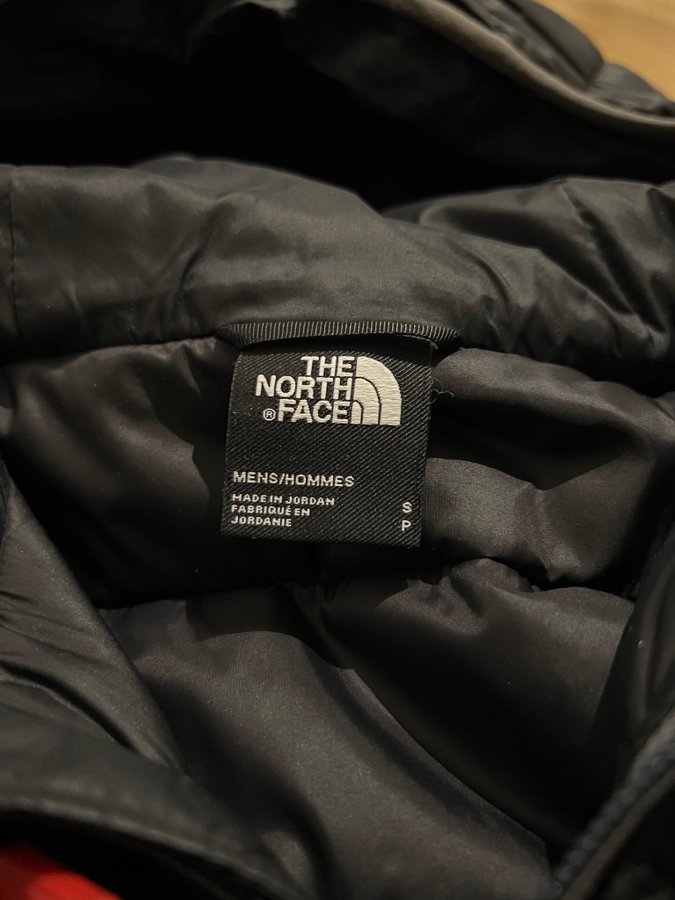 THE
NORTH
® FACE
MENS/HOMMES
MADE IN JORDAN
FABRIQUÉ EN
JORDANIE
S
P